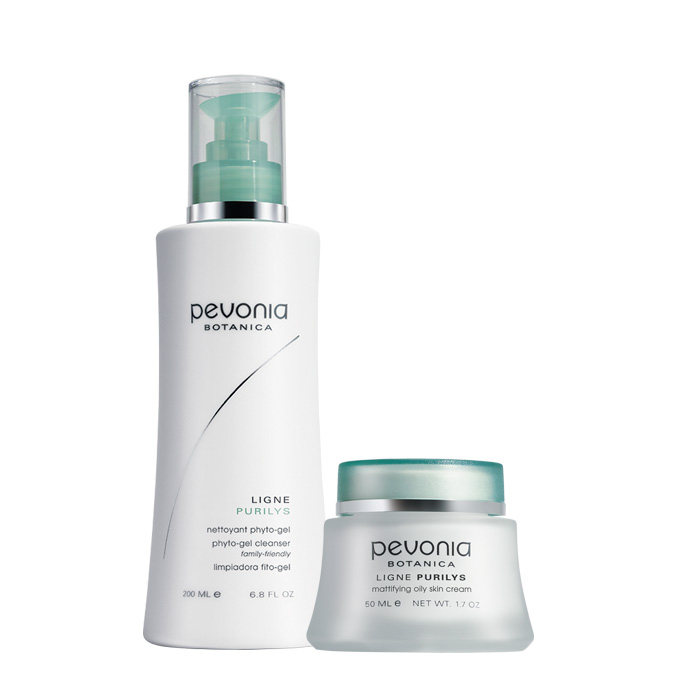 pevonia
BOTANICA
LIGNE
PURILYS
nettoyant phyto-gel
phyto-gel cleanser
family-friendly
limpiadora fito-gel
200 ML e 6.8 FL OZ
pevonia
BOTANICA
LIGNE PURILYS
mattifying oily skin cream
50 ML e NET WT. 1.7 OZ